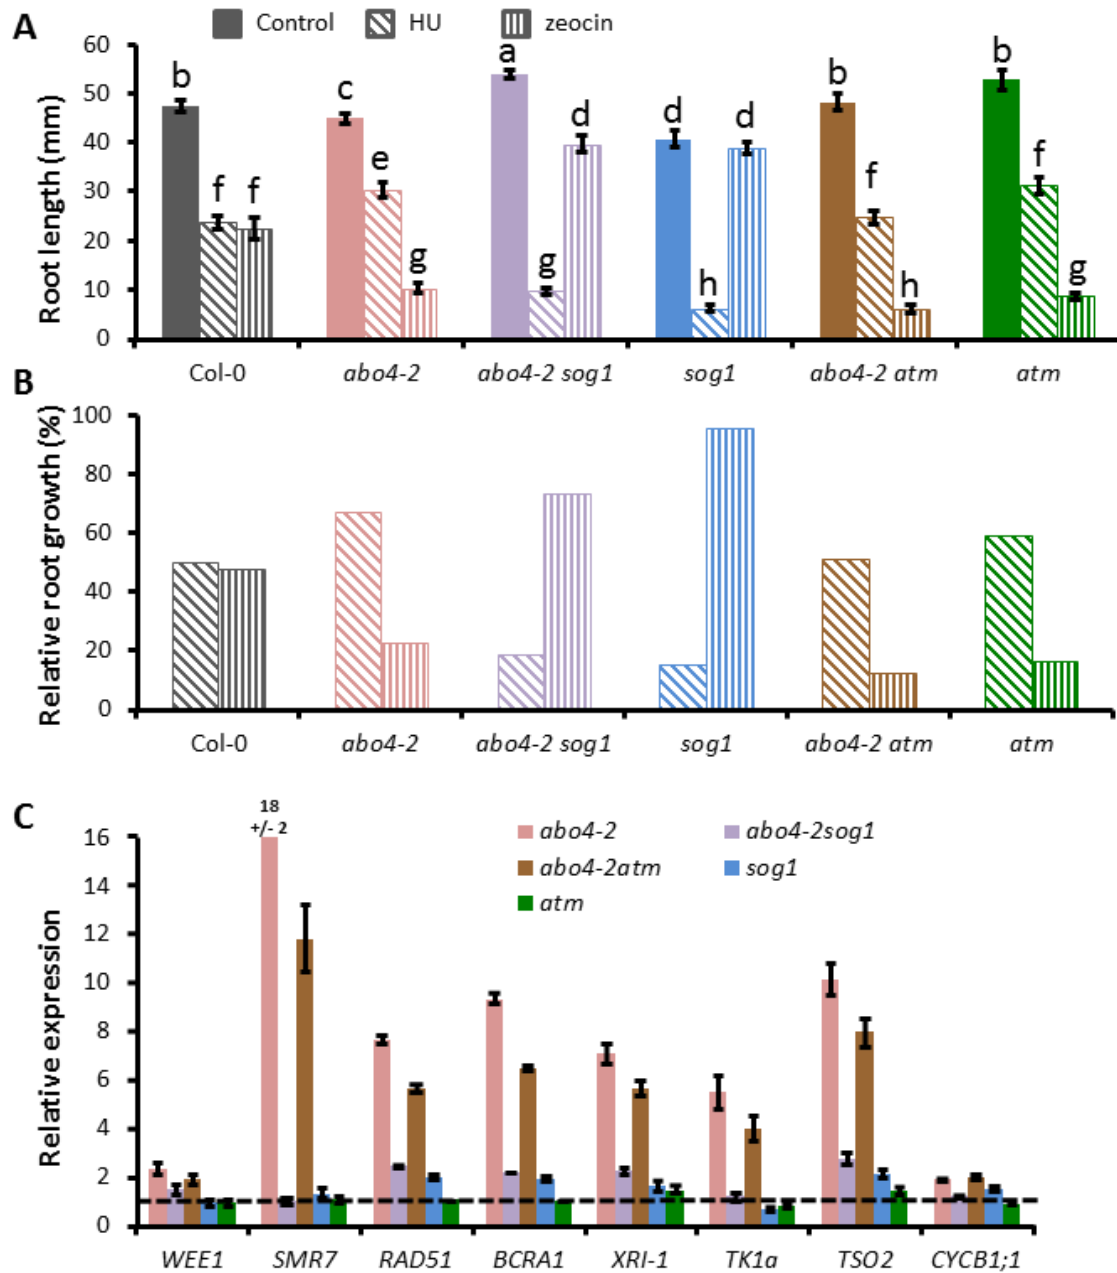 A
Control HU zeocin
Root length (mm)
60
50
40
30
20
10
0
b f f
c e g
a g d
d h d
b f h
b f g
Col-0 abo4-2 abo4-2 sog1 sog1 abo4-2 atm atm
B
Relative root growth (%)
100
80
60
40
20
0
Col-0 abo4-2 abo4-2 sog1 sog1 abo4-2 atm atm
C
18
+/- 2
abo4-2 abo4-2sog1
abo4-2atm sog1
atm
Relative expression
16
14
12
10
8
6
4
2
0
WEE1 SMR7 RAD51 BCRA1 XRI-1 TK1a TSO2 CYCB1;1